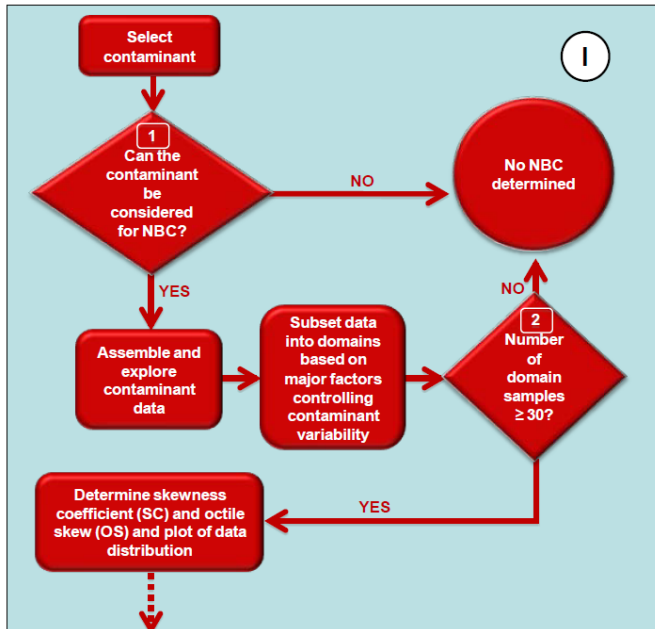 Select
contaminant
I
1
Can the
contaminant
be
considered
for NBC?
NO
No NBC
determined
YES
Assemble and
explore
contaminant
data
Subset data
into domains
based on
major factors
controlling
contaminant
variability
NO
2
Number
of
domain
samples
≥ 30?
YES
Determine skewness
coefficient (SC) and octile
skew (OS) and plot of data
distribution